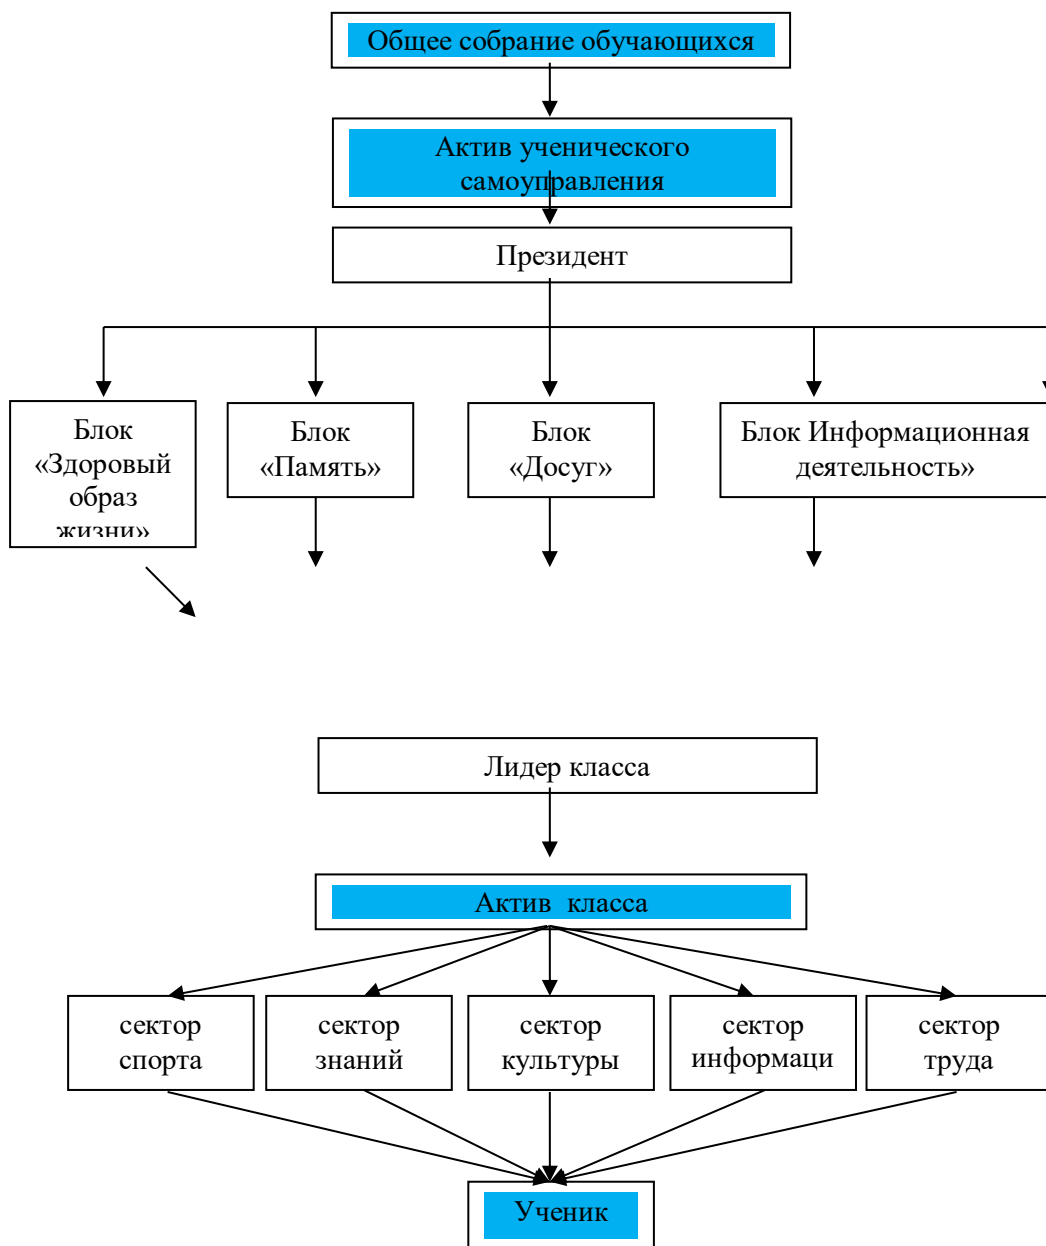 Общее собрание обучающихся
Актив ученического
самоуправления
Президент
Блок
«Здоровый
образ
жизни»
Блок
«Память»
Блок
«Досуг»
Блок Информационная
деятельность»
Лидер класса
Актив  класса
сектор
спорта
сектор
знаний
сектор
культуры
сектор
информаци
сектор
труда
Ученик